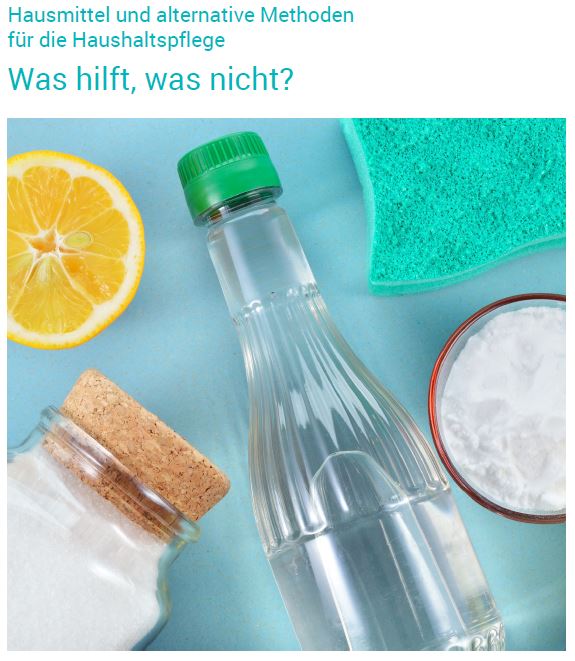 Hausmittel und alternative Methoden
für die Haushaltspflege
Was hilft, was nicht?